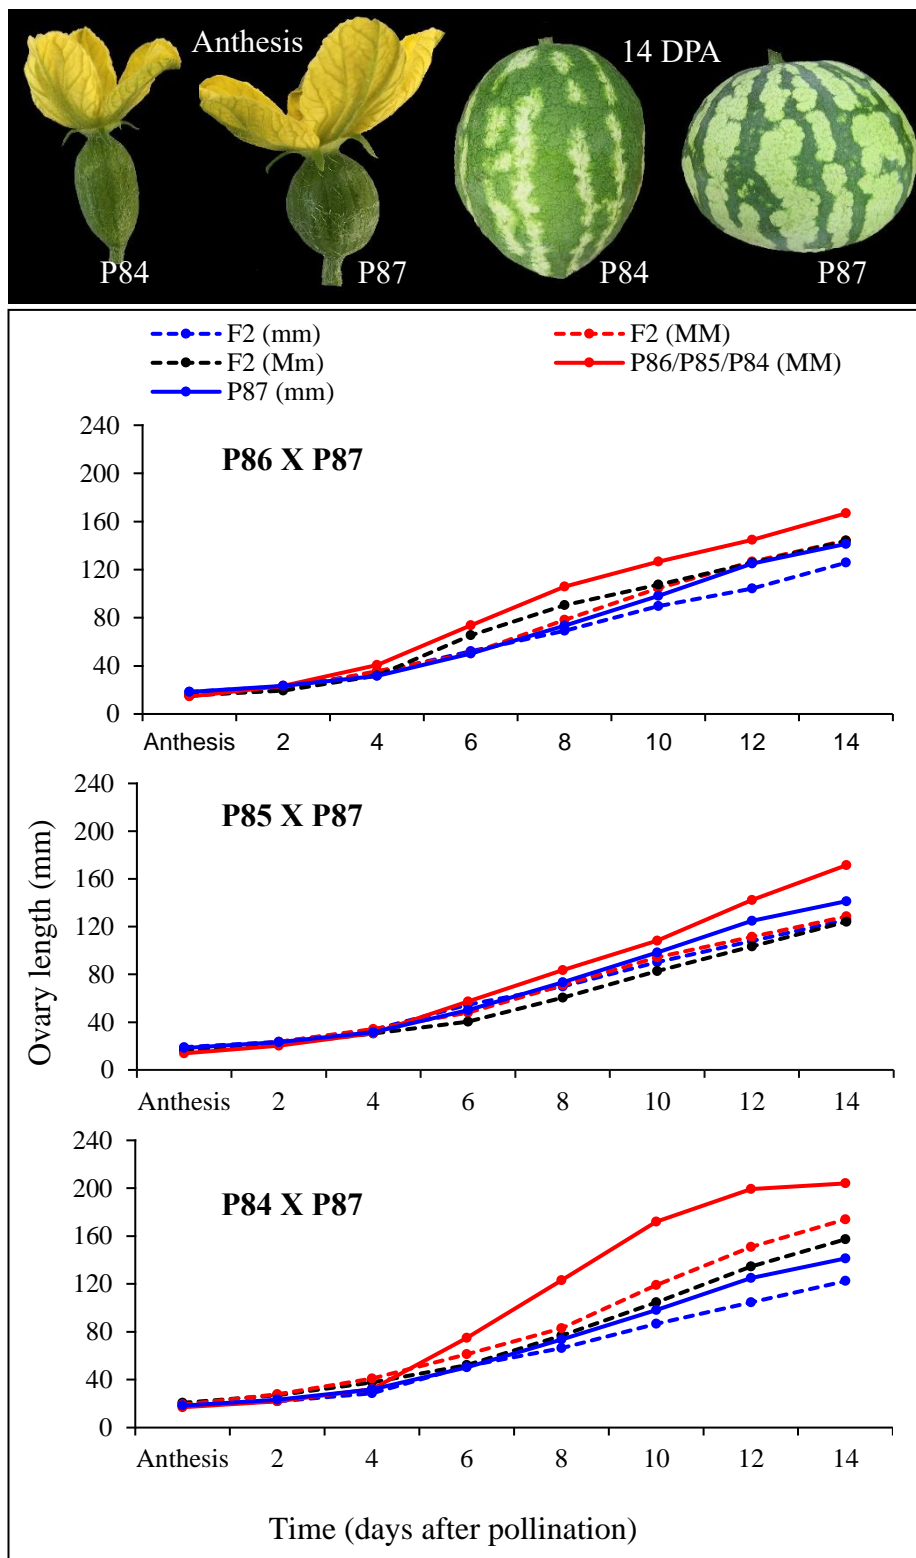 Anthesis
14 DPA
P84
P87
P84
P87
F2 (mm)
F2 (MM)
F2 (Mm)
P86/P85/P84 (MM)
P87 (mm)
P86 X P87
240
200
160
120
80
40
0
Anthesis 2 4 6 8 10 12 14
P85 X P87
240
200
160
120
80
40
0
Anthesis 2 4 6 8 10 12 14
P84 X P87
240
200
160
120
80
40
0
Anthesis 2 4 6 8 10 12 14
Ovary length (mm)
Time (days after pollination)